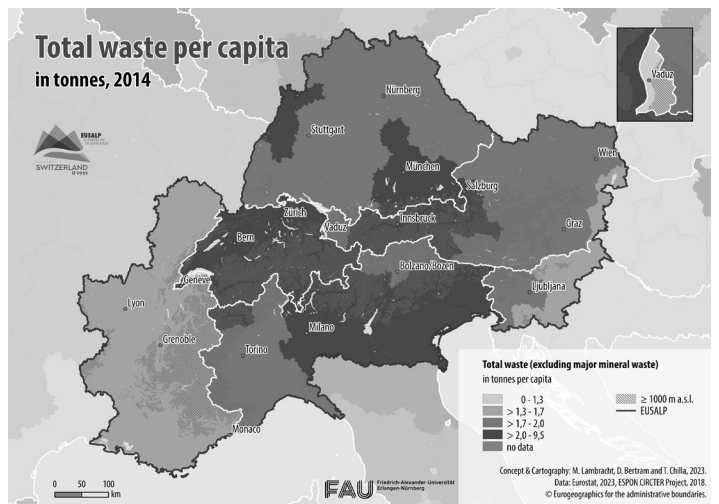 Total waste per capita
in tonnes, 2014
EUSALP
SWITZERLAND
2023
Vaduz
Nürnberg
Stuttgart
München
Wien
Salzburg
Zürich
Innsbruck
Vaduz
Graz
Bern
Bolzano/Bozen
Genève
Ljubljana
Lyon
Milano
Grenoble
Torino
Monaco
Total waste (excluding major mineral waste)
in tonnes per capita
0 - 1,3
> 1,3 - 1,7
> 1,7 - 2,0
> 2,0 - 9,5
no data
≥ 1000 m a.s.l.
EUSALP
0 50 100
km
FAU Friedrich-Alexander-Universität
Erlangen-Nürnberg
Concept & Cartography: M. Lambracht, D. Bertram and T. Chilla, 2023.
Data: Eurostat, 2023, ESPON CIRCTER Project, 2018.
© Eurogeographics for the administrative boundaries.